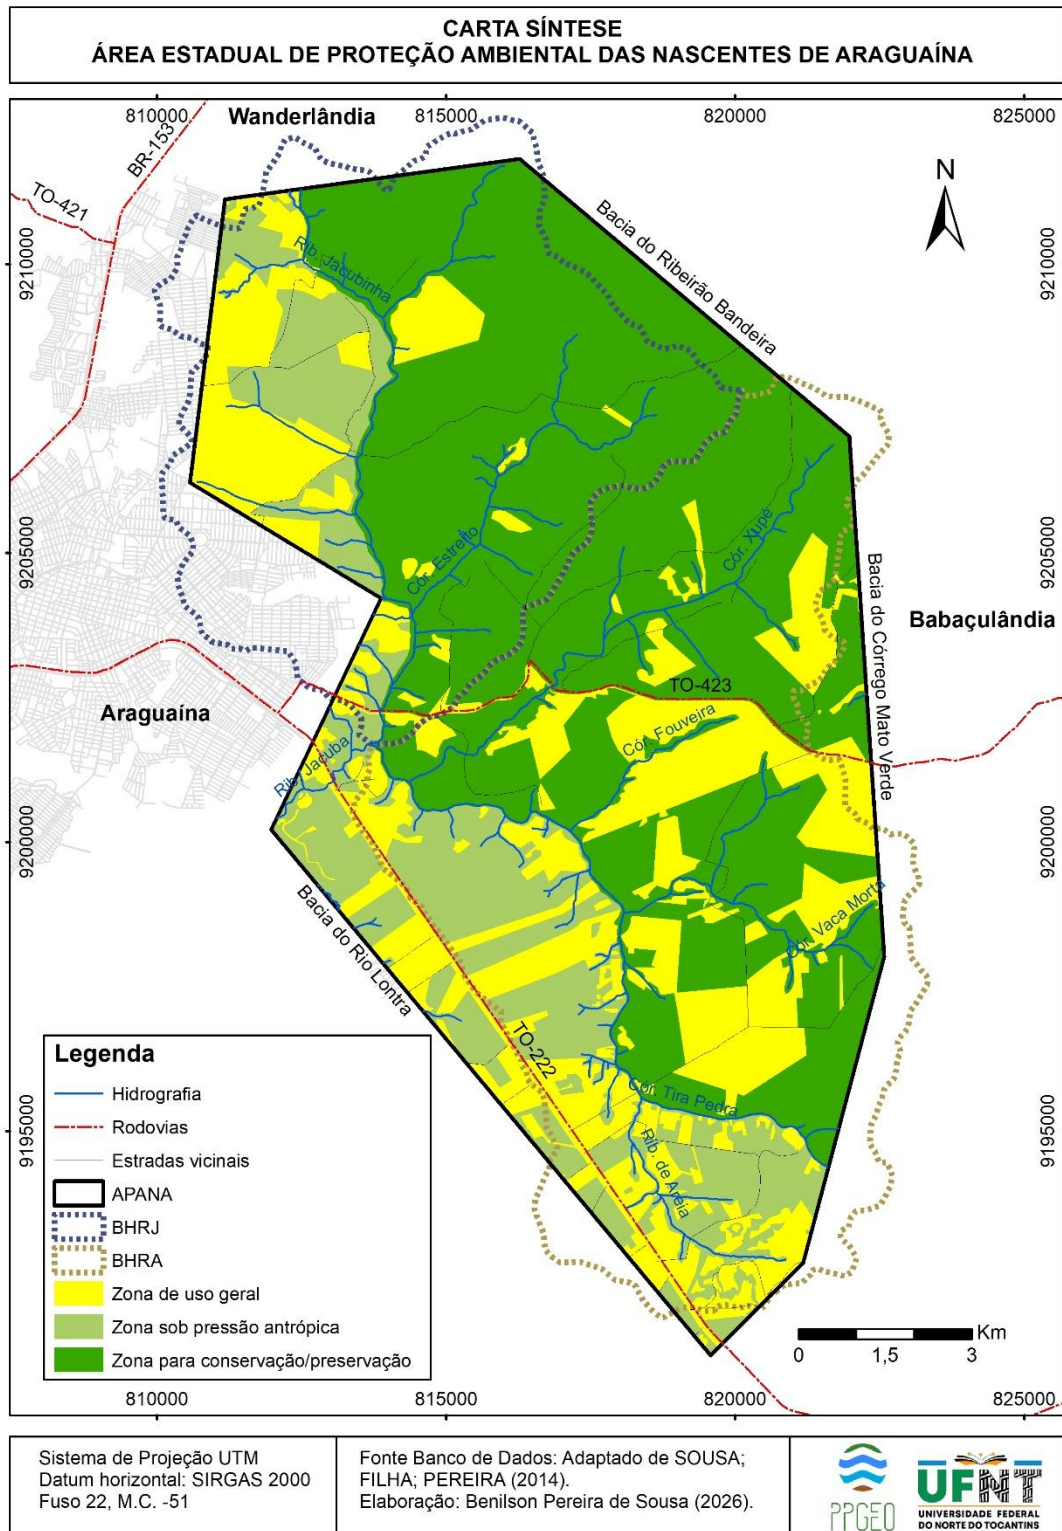 CARTA SÍNTESE
ÁREA ESTADUAL DE PROTEÇÃO AMBIENTAL DAS NASCENTES DE ARAGUAÍNA
810000
815000
820000
825000
Wanderlândia
BR-153
TO-421
N
9210000
9210000
Rib. Jacubinha
Bacia do Ribeirão Bandeira
9205000
9205000
Cór. Estreito
Cór. Xupé
Bacia do Córrego Mato Verde
Babaçulândia
TO-423
Araguaína
Cór. Fouveira
Rib. Jacuba
9200000
9200000
Bacia do Rio Lontra
Cór. Vaca Morta
TO-222
Cór. Tira Pedra
Rib. de Areia
9195000
9195000
Legenda
Hidrografia
Rodovias
Estradas vicinais
APANA
BHRJ
BHRA
Zona de uso geral
Zona sob pressão antrópica
Zona para conservação/preservação
Km
0 1,5 3
810000
815000
820000
825000
Sistema de Projeção UTM
Datum horizontal: SIRGAS 2000
Fuso 22, M.C. -51
Fonte Banco de Dados: Adaptado de SOUSA;
FILHA; PEREIRA (2014).
Elaboração: Benilson Pereira de Sousa (2026).
PPGEO
UFNT
UNIVERSIDADE FEDERAL
DO NORTE DO TOCANTINS